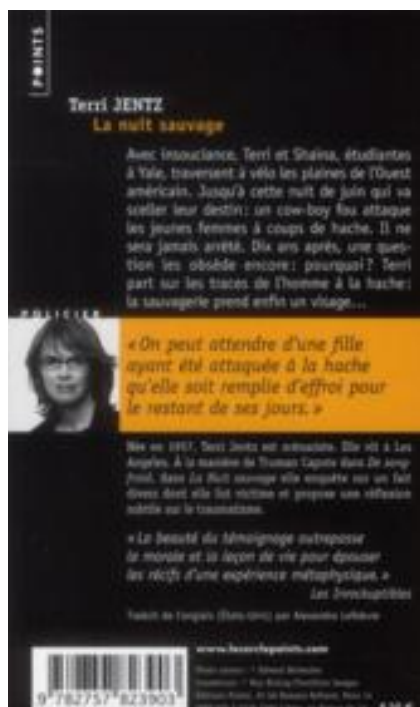 POINTS
Terri JENTZ
La nuit sauvage
Avec insouciance, Terri et Shaina, étudiantes
à Yale, traversent à vélo les plaines de l'Ouest
américain. Jusqu'à cette nuit de juin qui va
sceller leur destin : un cow-boy fou attaque
les jeunes femmes à coups de hache. Il ne
sera jamais arrêté. Dix ans après, une ques-
tion les obsède encore : pourquoi ? Terri
part sur les traces de l'homme à la hache :
la sauvagerie prend enfin un visage…
POLICIER
« On peut attendre d'une fille
ayant été attaquée à la hache
qu'elle soit remplie d'effroi pour
le restant de ses jours. »
Née en 1957, Terri Jentz est scénariste. Elle vit à Los
Angeles. À la manière de Truman Capote dans De sang-
froid, dans La Nuit sauvage elle enquête sur un fait
divers dont elle fut victime et propose une réflexion
subtile sur le traumatisme.
« La beauté du témoignage outrepasse
la morale et la leçon de vie pour épouser
les récifs d'une expérience métaphysique. »
Les Inrockuptibles
Traduit de l'anglais (États-Unis) par Alexandra Lefebvre
www.lecerclepoints.com
9 782757 823903